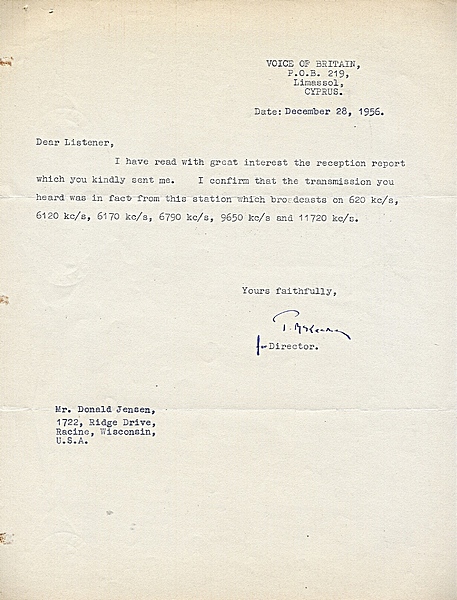 VOICE OF BRITAIN,
P.O.B. 219,
Limassol,
CYPRUS.
Date: December 28, 1956.
Dear Listener,
I have read with great interest the reception report
which you kindly sent me. I confirm that the transmission you
heard was in fact from this station which broadcasts on 620 kc/s,
6120 kc/s, 6170 kc/s, 6790 kc/s, 9650 kc/s and 11720 kc/s.
Yours faithfully,
for Director.
Mr. Donald Jensen,
1722, Ridge Drive,
Racine, Wisconsin,
U.S.A.